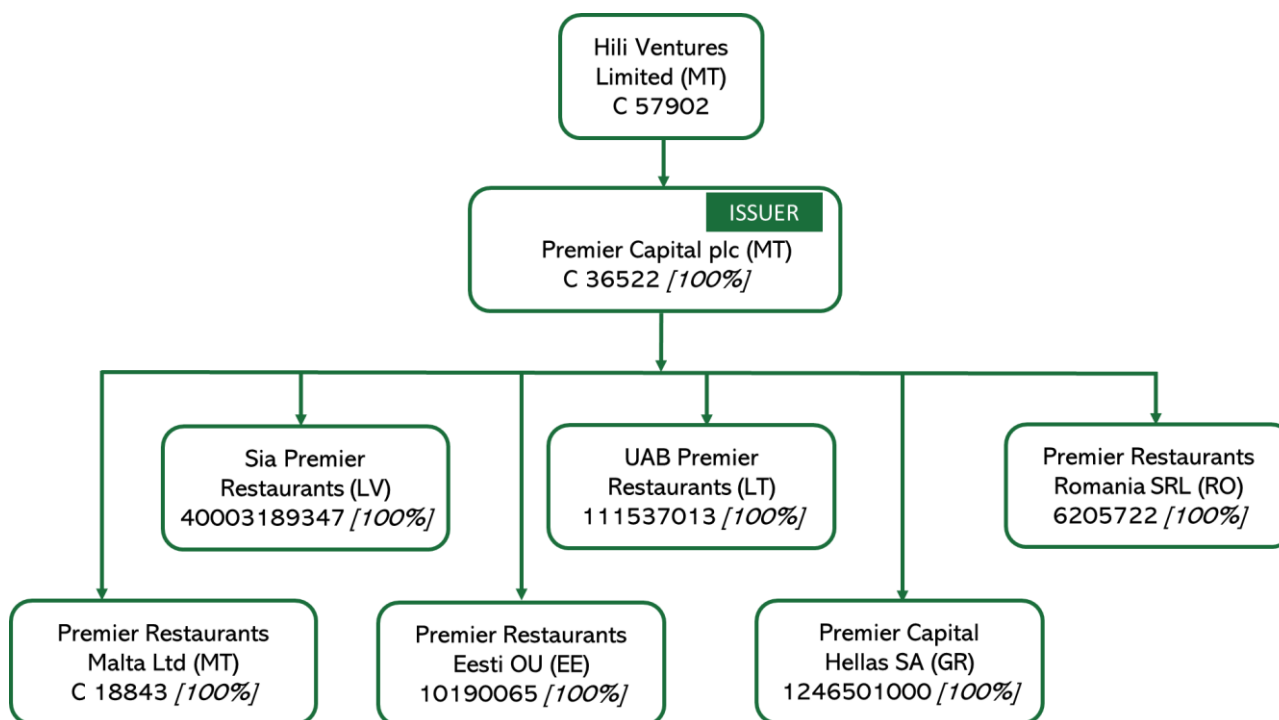 Hili Ventures
Limited (MT)
C 57902
ISSUER
Premier Capital plc (MT)
C 36522 [100%]
Sia Premier
Restaurants (LV)
40003189347 [100%]
UAB Premier
Restaurants (LT)
111537013 [100%]
Premier Restaurants
Romania SRL (RO)
6205722 [100%]
Premier Restaurants
Malta Ltd (MT)
C 18843 [100%]
Premier Restaurants
Eesti OU (EE)
10190065 [100%]
Premier Capital
Hellas SA (GR)
1246501000 [100%]